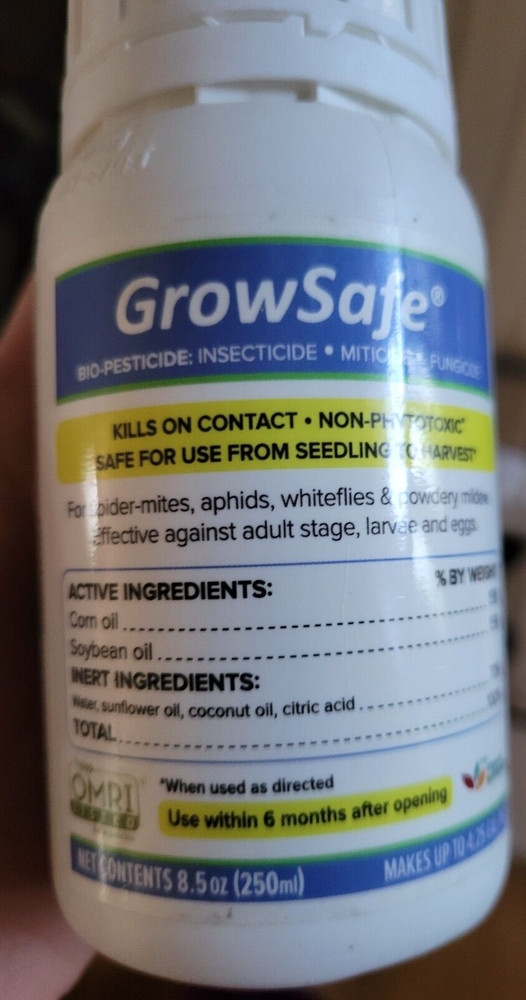 GrowSafe®
BIO-PESTICIDE: INSECTICIDE • MITICIDE • FUNGICIDE
KILLS ON CONTACT • NON-PHYTOTOXIC*
SAFE FOR USE FROM SEEDLING TO HARVEST*
For spider-mites, aphids, whiteflies & powdery mildew
Effective against adult stage, larvae and eggs.
% BY WEIGHT
ACTIVE INGREDIENTS:
Corn oil
Soybean oil
INERT INGREDIENTS:
Water, sunflower oil, coconut oil, citric acid
TOTAL
OMRI
LISTED
*When used as directed
Use within 6 months after opening
NET CONTENTS 8.5 oz (250ml)
MAKES UP TO